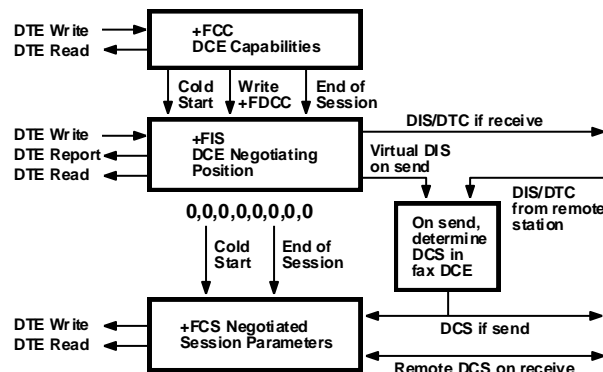 DTE Write
DTE Read
+FCC
DCE Capabilities
Cold
Start
Write
+FDCC
End of
Session
DTE Write
DTE Report
DTE Read
+FIS
DCE Negotiating
Position
DIS/DTC if receive
Virtual DIS
on send
DIS/DTC
from remote
station
0,0,0,0,0,0,0,0
On send,
determine
DCS in
fax DCE
Cold
Start
End of
Session
DTE Write
DTE Read
+FCS Negotiated
Session Parameters
DCS if send
Remote DCS on receive